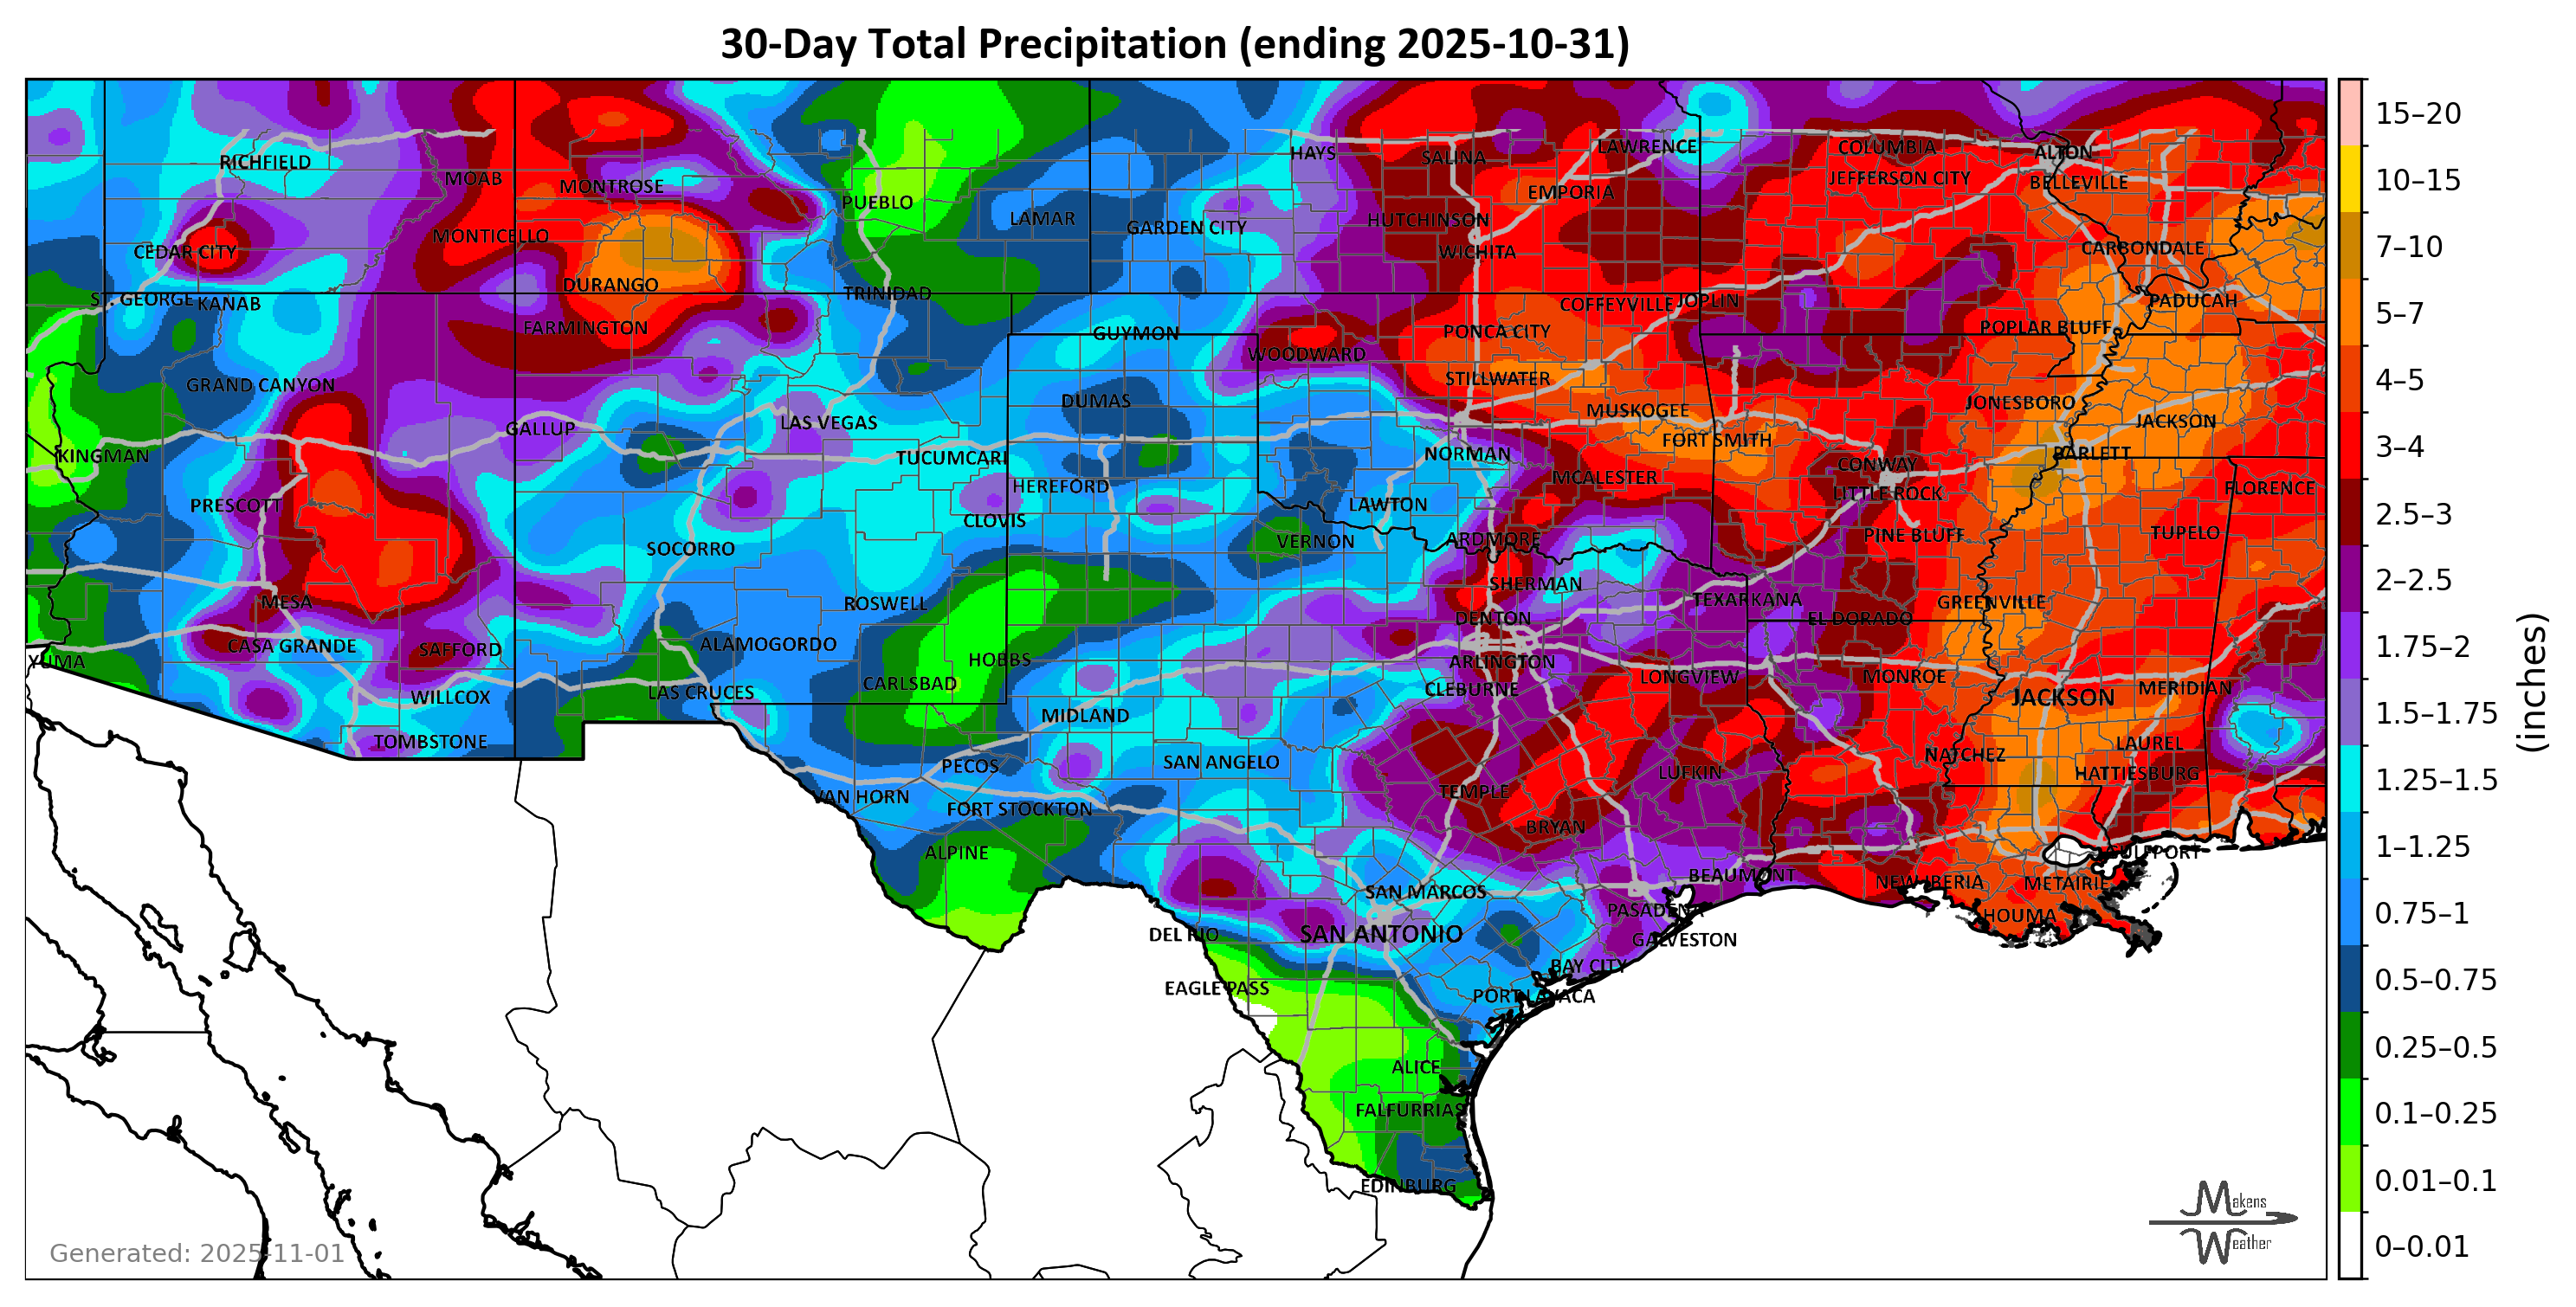 30-Day Total Precipitation (ending 2025-10-31)
RICHFIELD
MOAB
MONTROSE
PUEBLO
LAMAR
HAYS
SALINA
LAWRENCE
COLUMBIA
ALTON
EMPORIA
JEFFERSON CITY
BELLEVILLE
CEDAR CITY
MONTICELLO
GARDEN CITY
HUTCHINSON
WICHITA
CARBONDALE
DURANGO
TRINIDAD
ST. GEORGE
KANAB
COFFEYVILLE
JOPLIN
PADUCAH
FARMINGTON
GUYMON
PONCA CITY
POPLAR BLUFF
WOODWARD
GRAND CANYON
STILLWATER
DUMAS
MUSKOGEE
JONESBORO
JACKSON
GALLUP
LAS VEGAS
FORT SMITH
KINGMAN
TUCUMCARI
NORMAN
BARLETT
CONWAY
HEREFORD
MCALESTER
LITTLE ROCK
FLORENCE
PRESCOTT
CLOVIS
LAWTON
PINE BLUFF
TUPELO
SOCORRO
VERNON
ARDMORE
SHERMAN
MESA
ROSWELL
TEXARKANA
GREENVILLE
DENTON
EL DORADO
CASA GRANDE
SAFFORD
ALAMOGORDO
HOBBS
ARLINGTON
YUMA
WILLCOX
LAS CRUCES
CARLSBAD
CLEBURNE
LONGVIEW
MONROE
JACKSON
MERIDIAN
MIDLAND
TOMBSTONE
PECOS
SAN ANGELO
NATCHEZ
LAUREL
LUFKIN
HATTIESBURG
VAN HORN
FORT STOCKTON
TEMPLE
BRYAN
ALPINE
GULFPORT
SAN MARCOS
BEAUMONT
NEW IBERIA
METAIRIE
PASADENA
HOUMA
DEL RIO
SAN ANTONIO
GALVESTON
BAY CITY
EAGLE PASS
PORT LAVACA
ALICE
FALFURRIAS
EDINBURG
15–20
10–15
7–10
5–7
4–5
3–4
2.5–3
2–2.5
1.75–2
1.5–1.75
1.25–1.5
1–1.25
0.75–1
0.5–0.75
0.25–0.5
0.1–0.25
0.01–0.1
0–0.01
(inches)
Generated: 2025-11-01
Makens
Weather